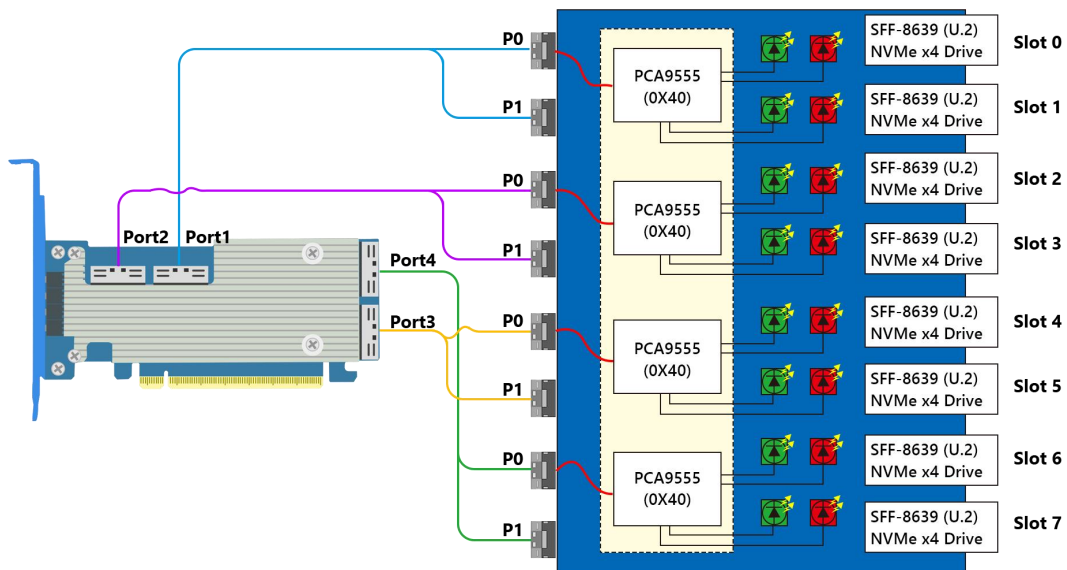 P0
PCA9555
(0X40)
SFF-8639 (U.2)
NVMe x4 Drive
Slot 0
P1
SFF-8639 (U.2)
NVMe x4 Drive
Slot 1
P0
PCA9555
(0X40)
SFF-8639 (U.2)
NVMe x4 Drive
Slot 2
P1
SFF-8639 (U.2)
NVMe x4 Drive
Slot 3
Port2
Port1
Port4
Port3
P0
PCA9555
(0X40)
SFF-8639 (U.2)
NVMe x4 Drive
Slot 4
P1
SFF-8639 (U.2)
NVMe x4 Drive
Slot 5
P0
PCA9555
(0X40)
SFF-8639 (U.2)
NVMe x4 Drive
Slot 6
P1
SFF-8639 (U.2)
NVMe x4 Drive
Slot 7